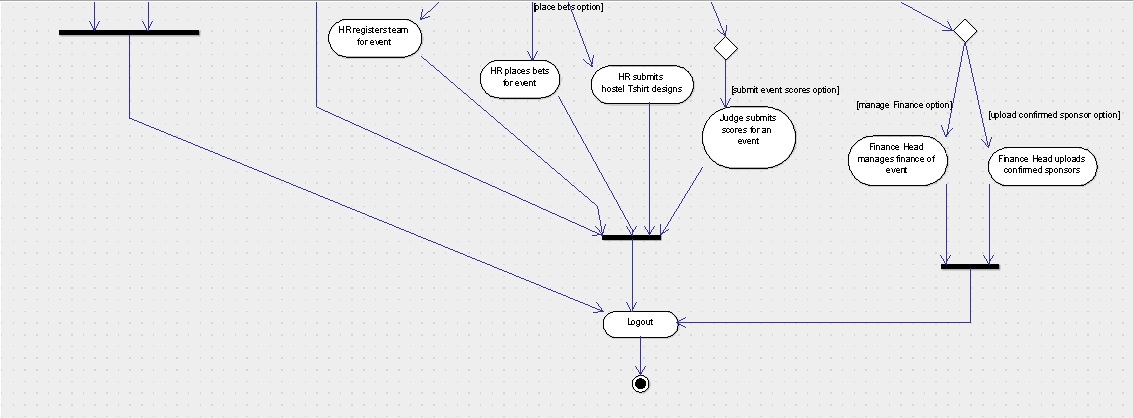 [place bets option]
HR registers team
for event
HR places bets
for event
HR submits
hostel Tshirt designs
[submit event scores option]
Judge submits
scores for an
event
[manage Finance option]
[upload confirmed sponsor option]
Finance Head
manages finance of
event
Finance Head uploads
confirmed sponsors
Logout